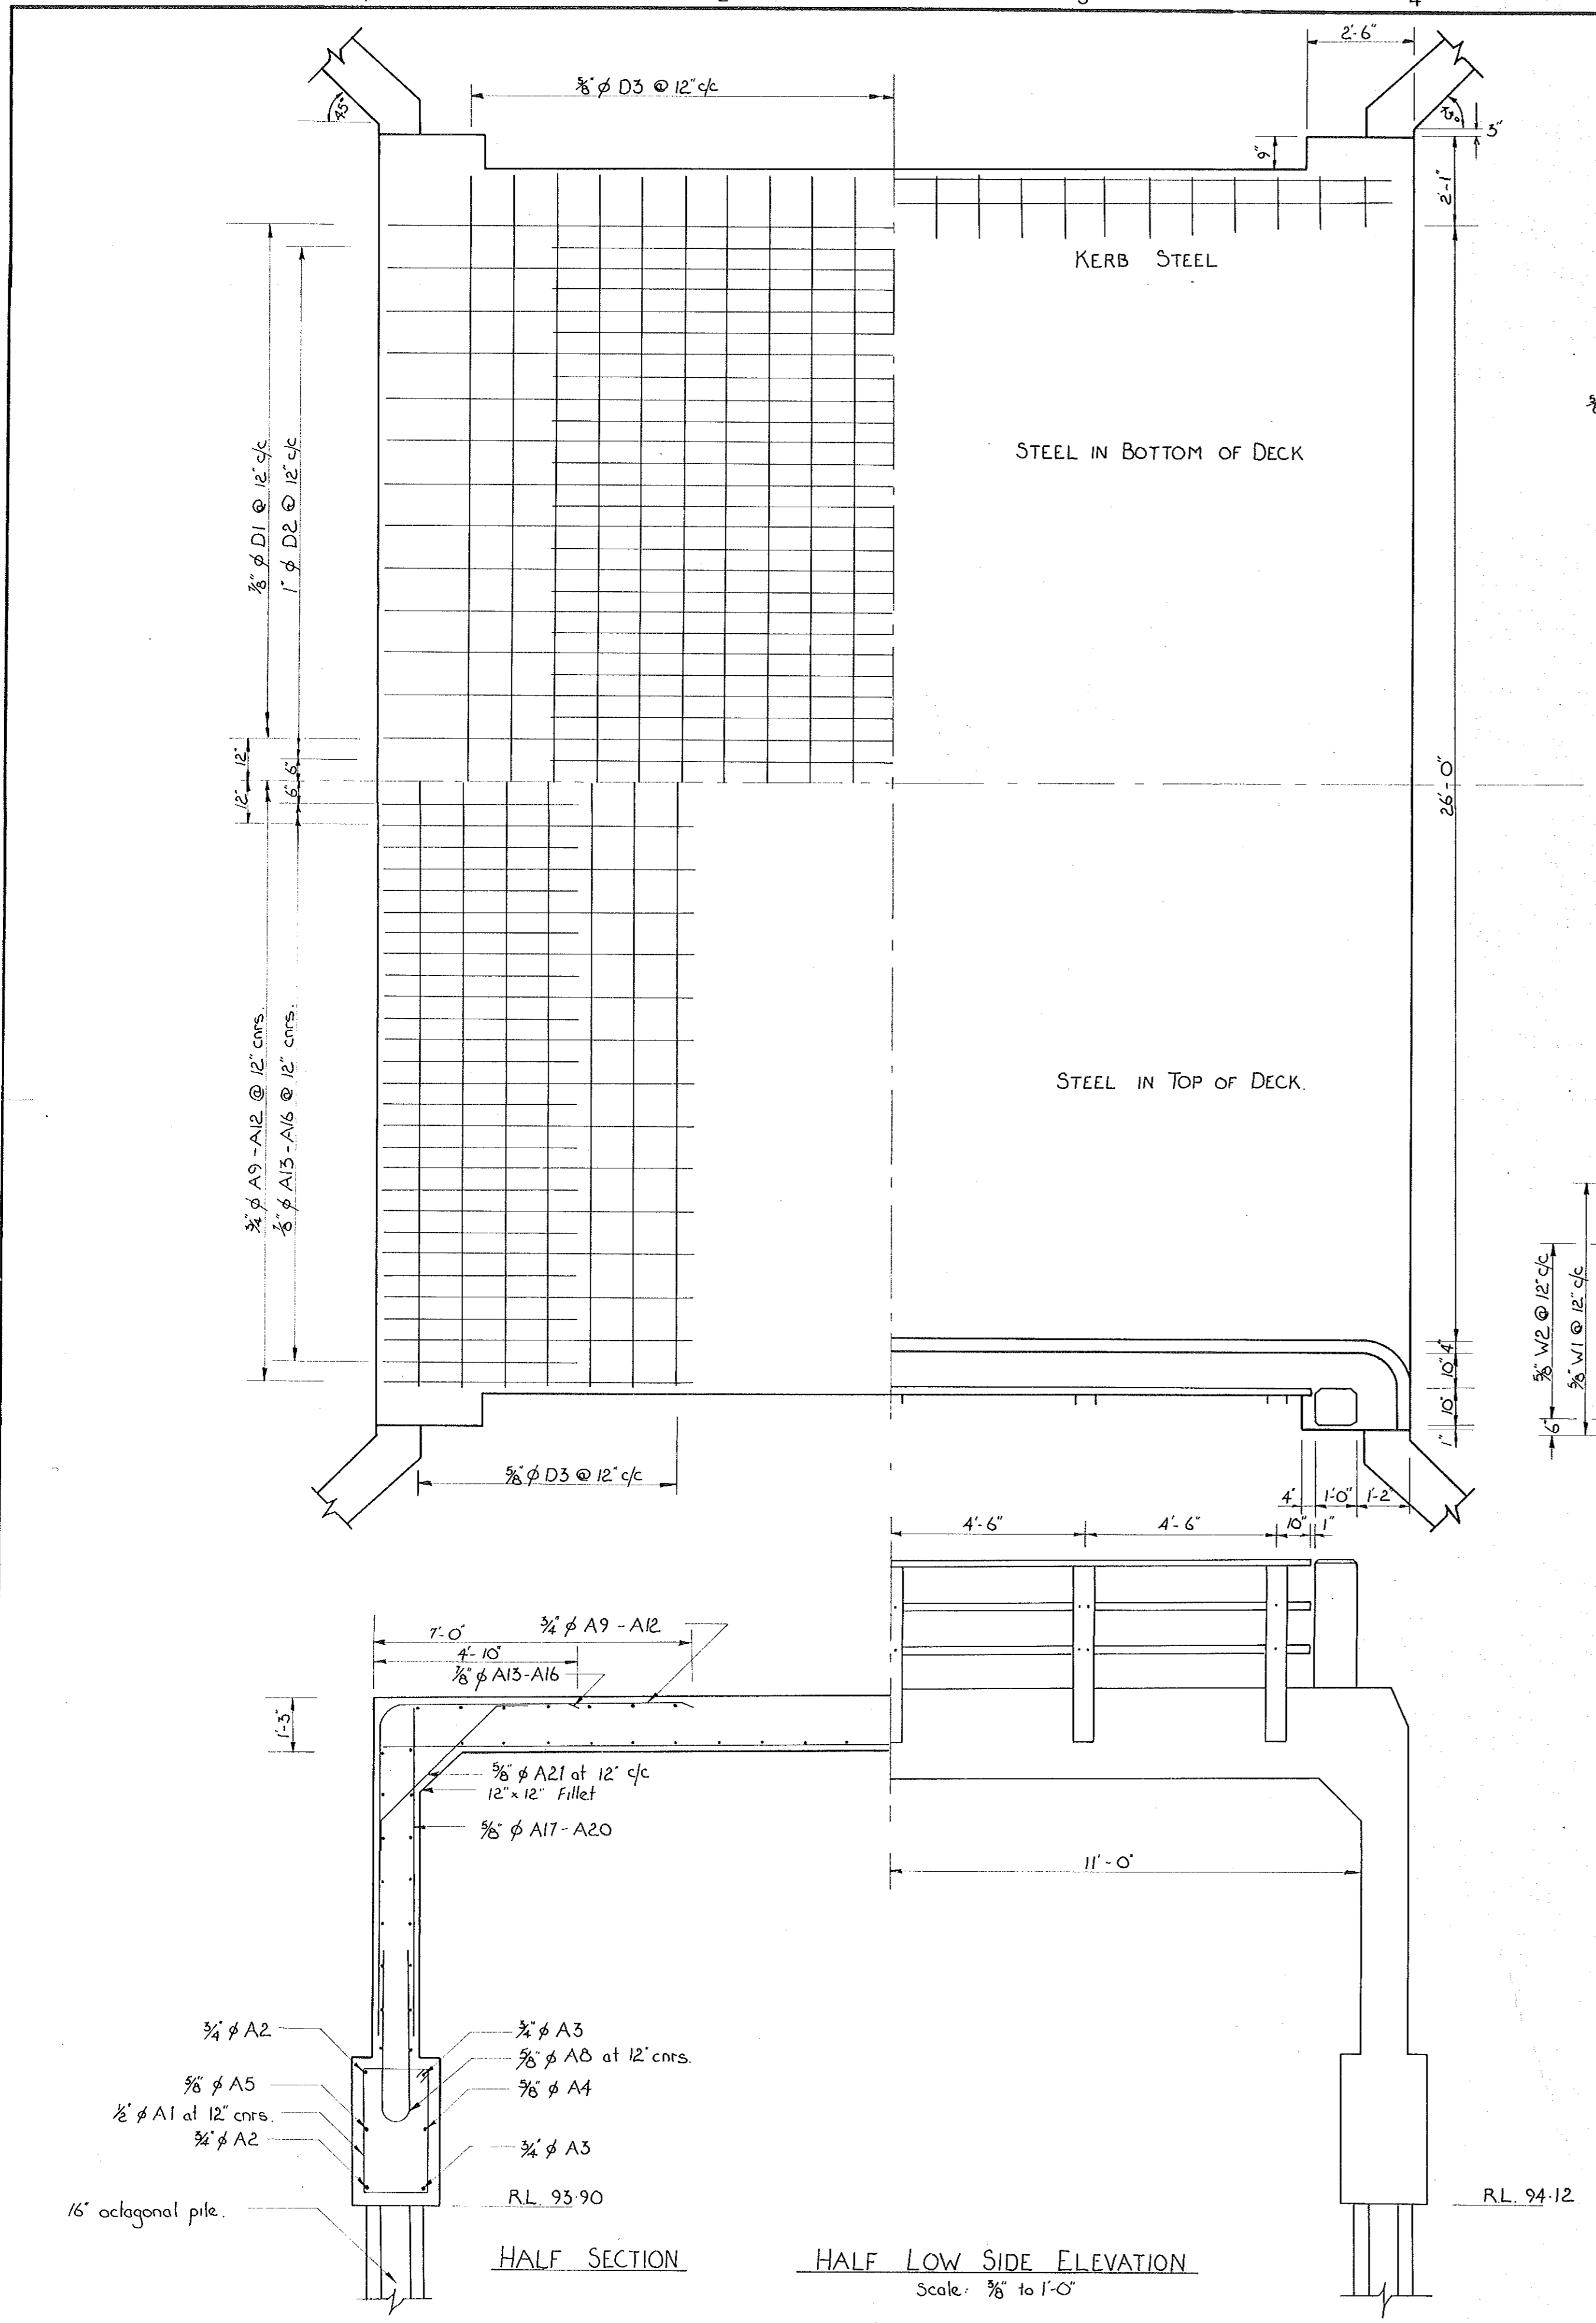 2
4
2'-6"
⅝" φ D3 @ 12" c/c
45°
45°
3"
9"
2'-1"
KERB STEEL
STEEL IN BOTTOM OF DECK
⅞" φ D1 @ 12" c/c
1" φ D2 @ 12" c/c
12"
6"
12"
6"
26'-0"
STEEL IN TOP OF DECK.
¾" φ A9-A12 @ 12" cnrs.
⅞" φ A13-A16 @ 12" cnrs.
⅝" W2 @ 12" c/c
⅝" W1 @ 12" c/c
6"
4"
10"
10"
1"
⅝" φ D3 @ 12" c/c
4"
1'-0"
1'-2"
4'-6"
4'-6"
10"
1"
7'-0"
¾" φ A9-A12
4'-10"
⅞" φ A13-A16
1'-3"
⅝" φ A21 at 12" c/c
12"x12" Fillet
⅝" φ A17-A20
11'-0"
¾" φ A2
¾" φ A3
⅝" φ A8 at 12" cnrs.
⅝" φ A5
⅝" φ A4
½" φ A1 at 12" cnrs.
¾" φ A2
¾" φ A3
R.L. 93·90
R.L. 94·12
16" octagonal pile.
HALF SECTION
HALF LOW SIDE ELEVATION
Scale: ⅜" to 1'-0"